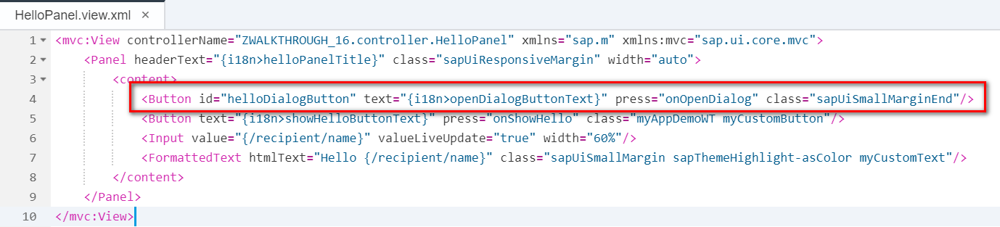 HelloPanel.view.xml ×
1 <mvc:View controllerName="ZWALKTHROUGH_16.controller.HelloPanel" xmlns="sap.m" xmlns:mvc="sap.ui.core.mvc">
2 <Panel headerText="{i18n>helloPanelTitle}" class="sapUiResponsiveMargin" width="auto">
3 <content>
4 <Button id="helloDialogButton" text="{i18n>openDialogButtonText}" press="onOpenDialog" class="sapUiSmallMarginEnd"/>
5 <Button text="{i18n>showHelloButtonText}" press="onShowHello" class="myAppDemoWT myCustomButton"/>
6 <Input value="{/recipient/name}" valueLiveUpdate="true" width="60%"/>
7 <FormattedText htmlText="Hello {/recipient/name}" class="sapUiSmallMargin sapThemeHighlight-asColor myCustomText"/>
8 </content>
9 </Panel>
10 </mvc:View>